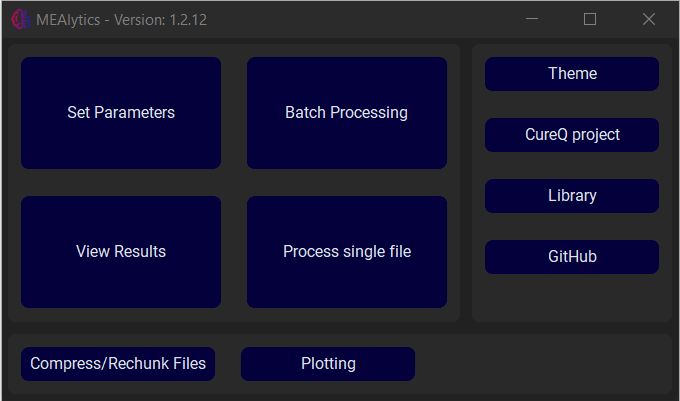 MEAlytics - Version: 1.2.12
Set Parameters
Batch Processing
View Results
Process single file
Theme
CureQ project
Library
GitHub
Compress/Rechunk Files
Plotting